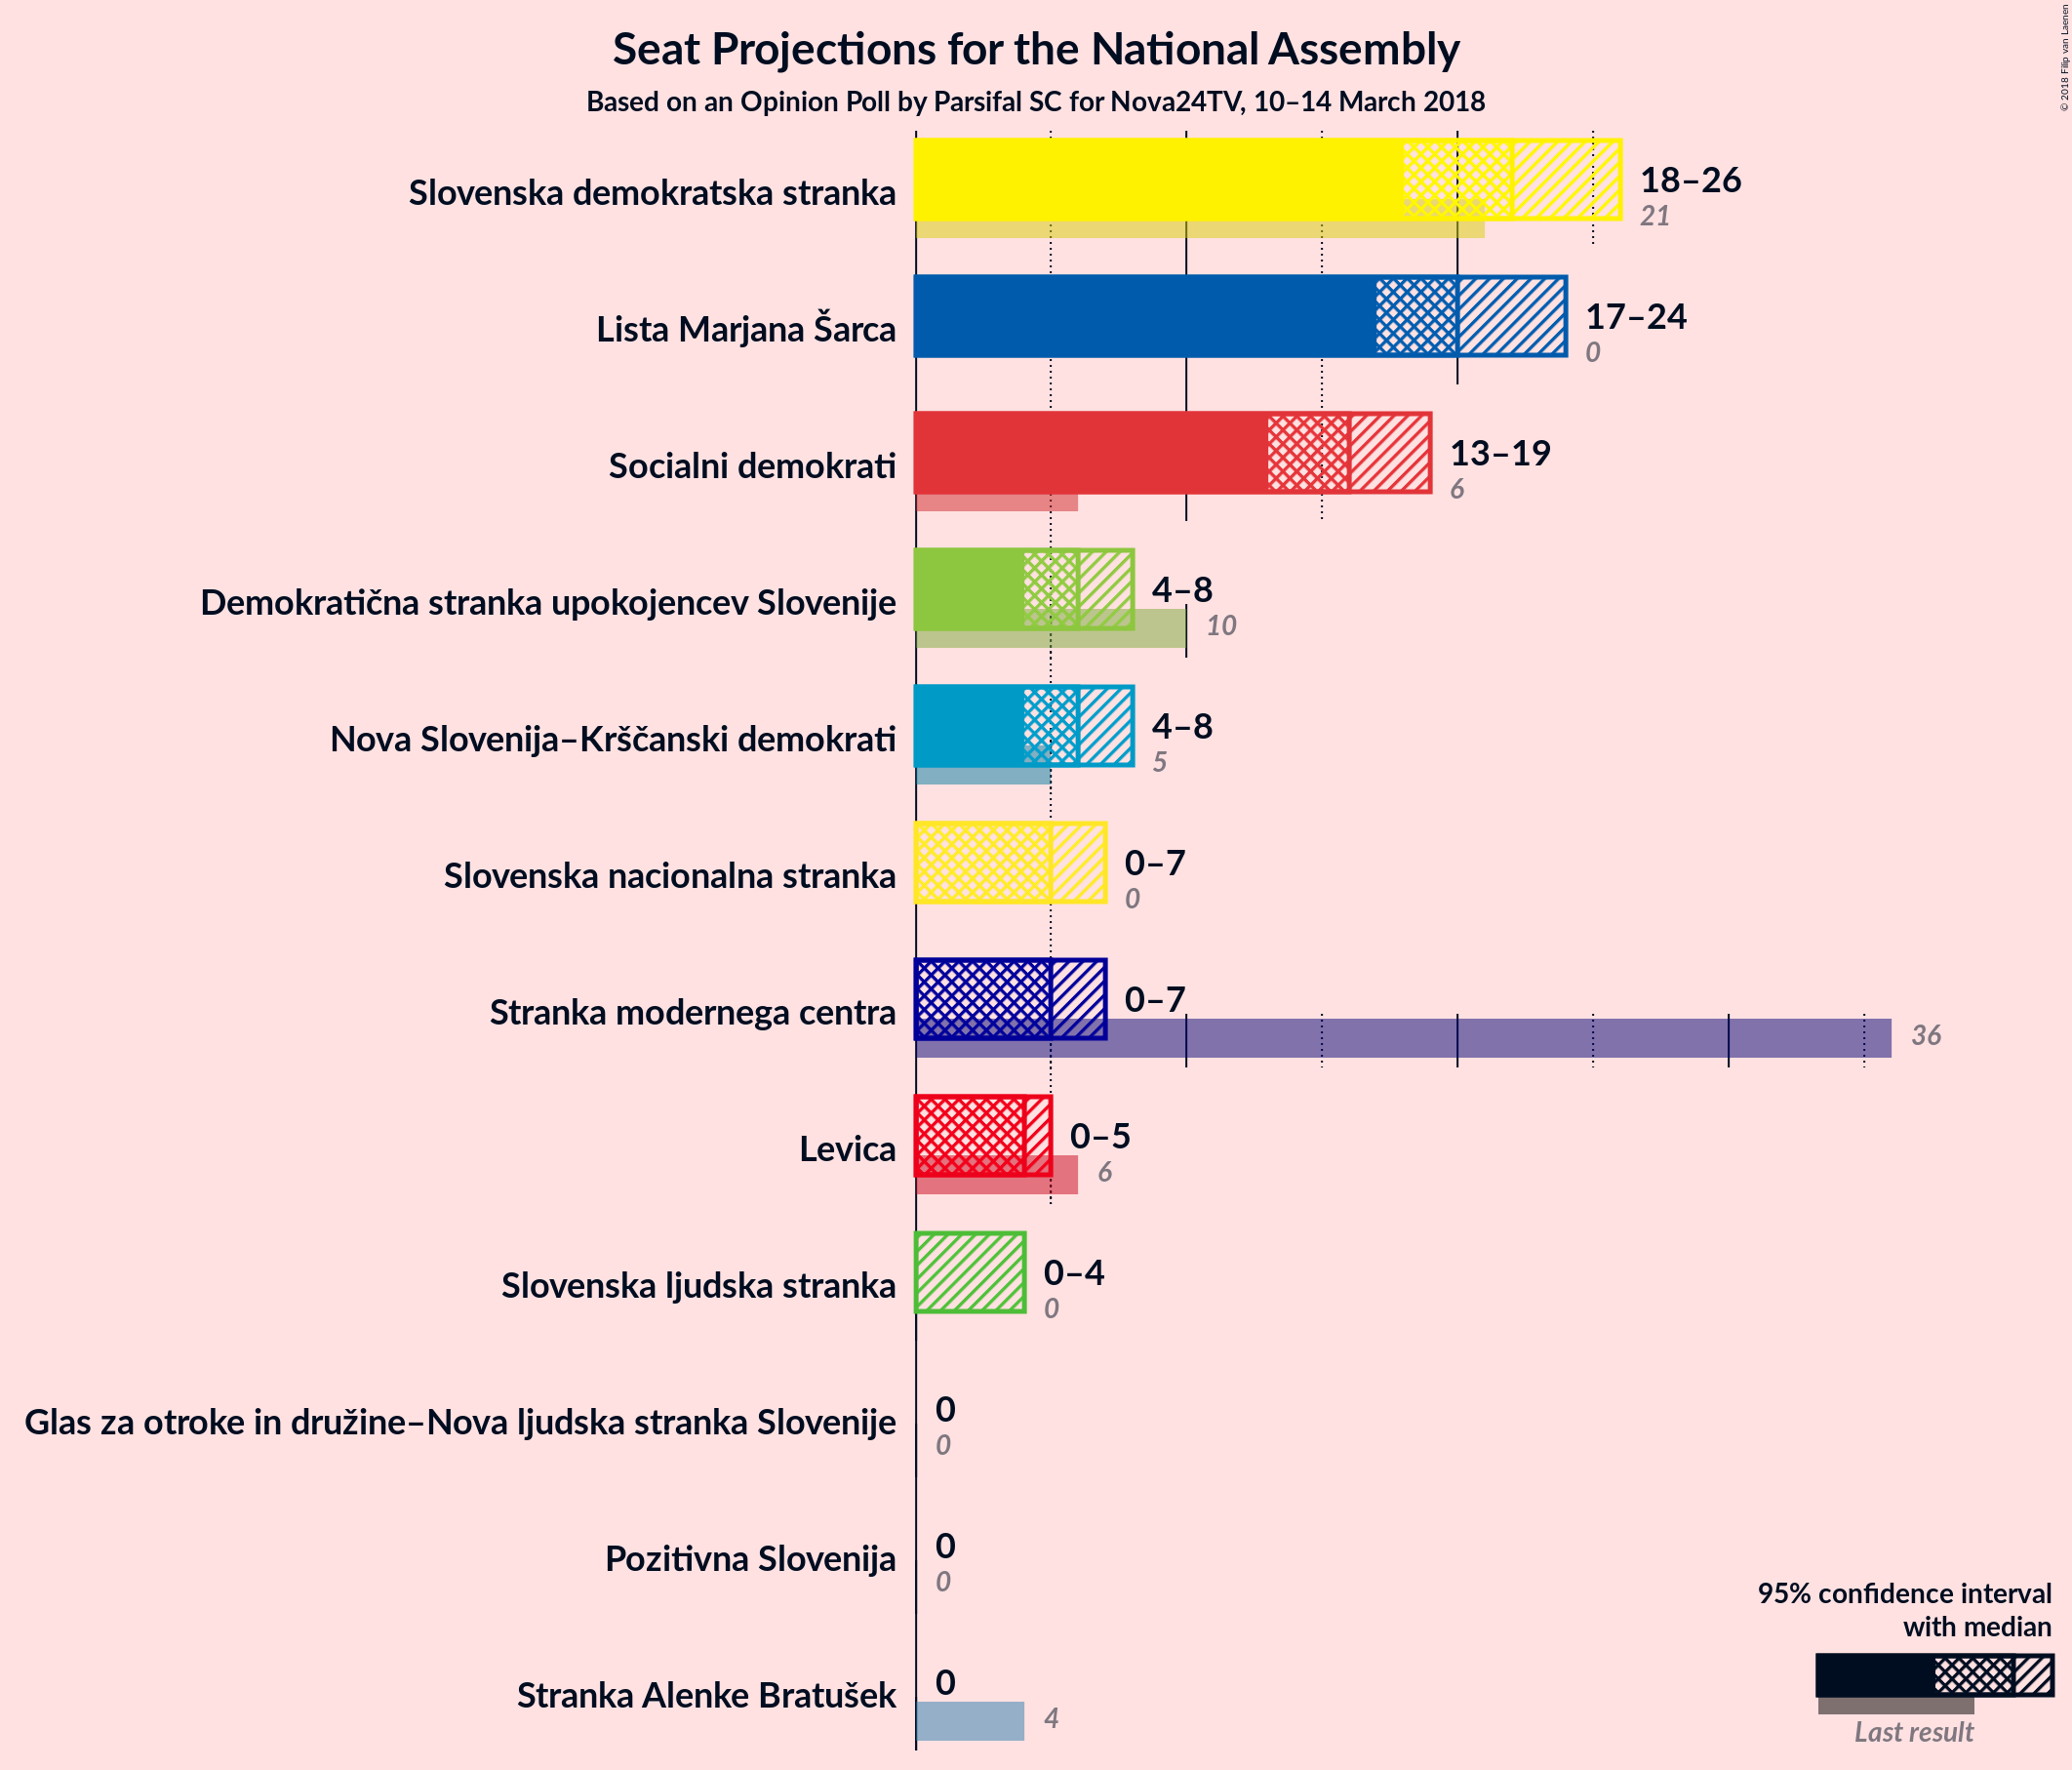 Seat Projections for the National Assembly
Based on an Opinion Poll by Parsifal SC for Nova24TV, 10–14 March 2018
© 2018 Filip van Laenen
Slovenska demokratska stranka
18–26
21
Lista Marjana Šarca
17–24
0
Socialni demokrati
13–19
6
Demokratična stranka upokojencev Slovenije
4–8
10
Nova Slovenija–Krščanski demokrati
4–8
5
Slovenska nacionalna stranka
0–7
0
Stranka modernega centra
0–7
36
Levica
0–5
6
Slovenska ljudska stranka
0–4
0
Glas za otroke in družine–Nova ljudska stranka Slovenije
0
0
Pozitivna Slovenija
0
0
Stranka Alenke Bratušek
0
4
95% confidence interval
with median
Last result